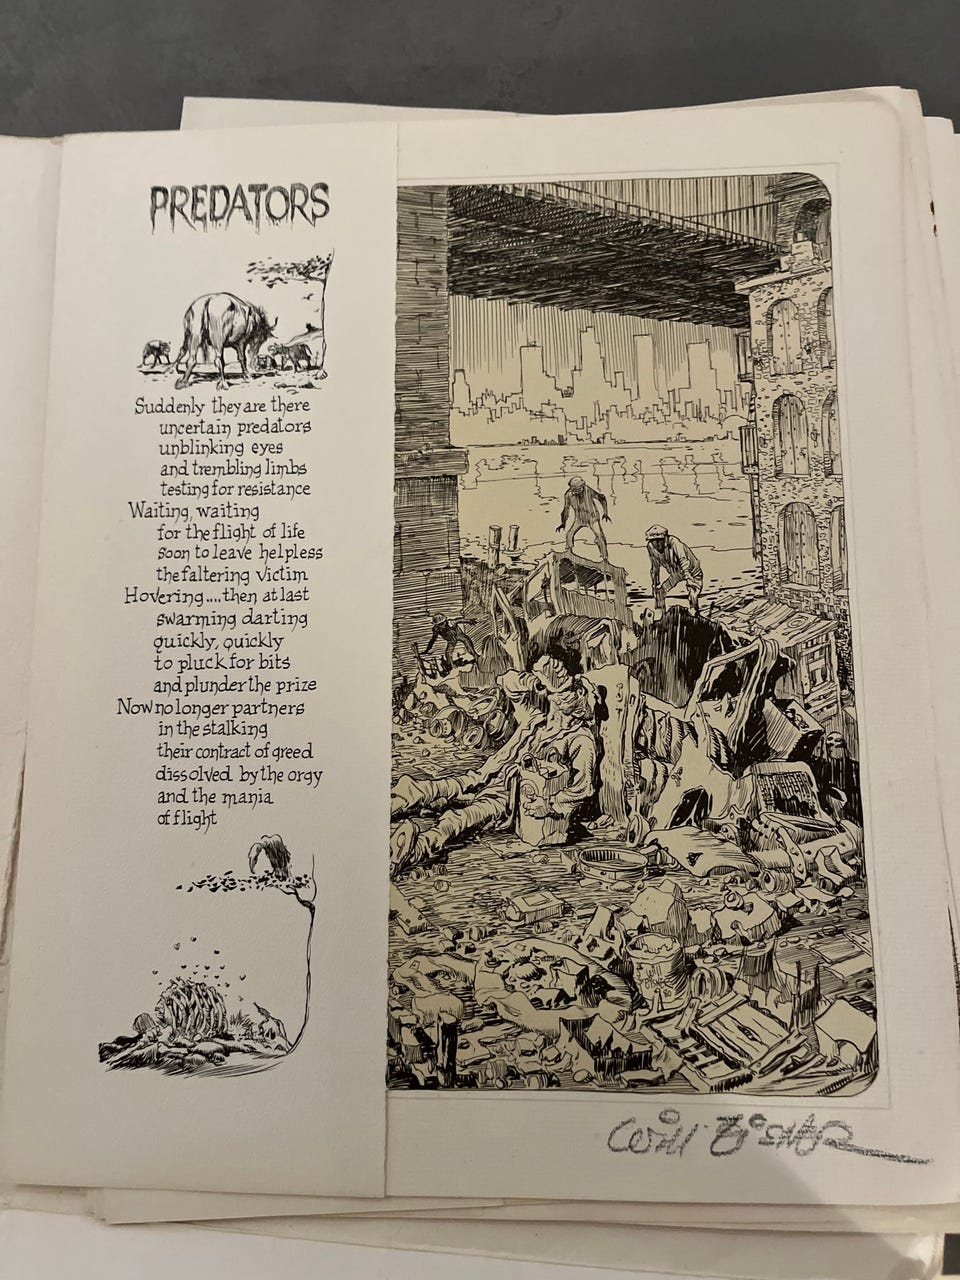 PREDATORS
Suddenly they are there
uncertain predators
unblinking eyes
and trembling limbs
testing for resistance
Waiting, waiting
for the flight of life
soon to leave helpless
the faltering victim
Hovering....then at last
swarming darting
quickly, quickly
to pluck for bits
and plunder the prize
Now no longer partners
in the stalking
their contract of greed
dissolved by the orgy
and the mania
of flight
Will Eisner